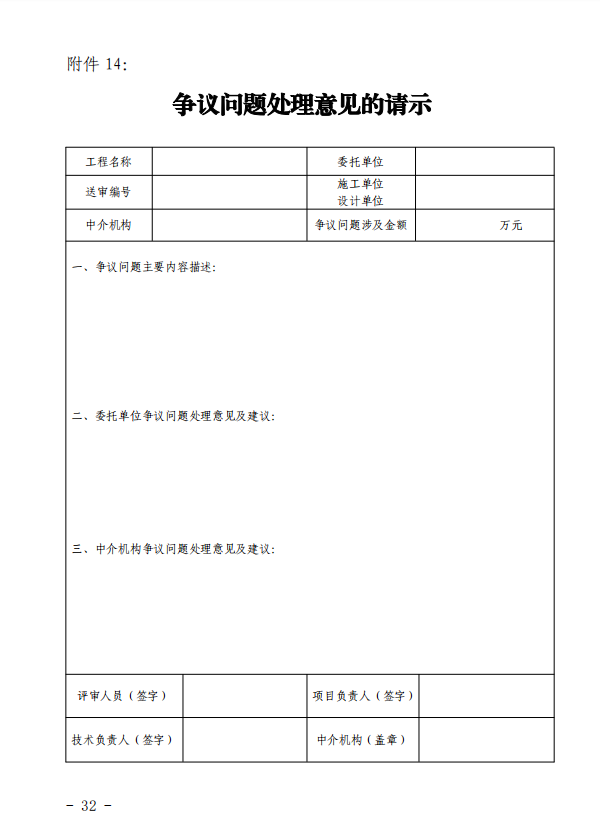 附件 14：
争议问题处理意见的请示
工程名称 委托单位
送审编号 施工单位
设计单位
中介机构 争议问题涉及金额 万元
一、争议问题主要内容描述：
二、委托单位争议问题处理意见及建议：
三、中介机构争议问题处理意见及建议：
评审人员（签字） 项目负责人（签字）
技术负责人（签字） 中介机构（盖章）
- 32 -